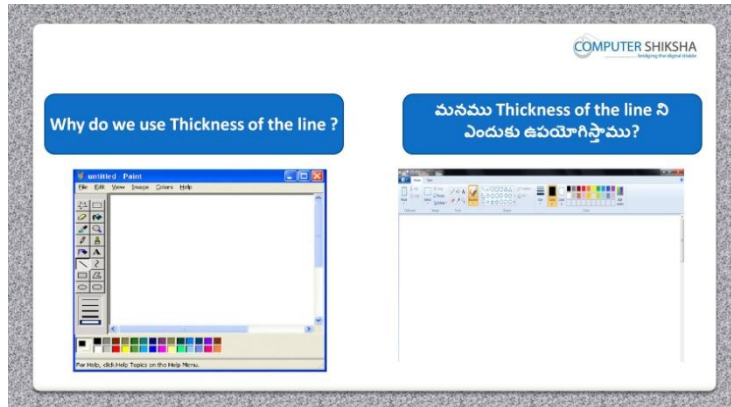 COMPUTER SHIKSHA
bridging the digital divide
Why do we use Thickness of the line ?
మనము Thickness of the line ని
ఎందుకు ఉపయోగిస్తాము?
untitled - Paint
File Edit View Image Colors Help
For Help, click Help Topics on the Help Menu.